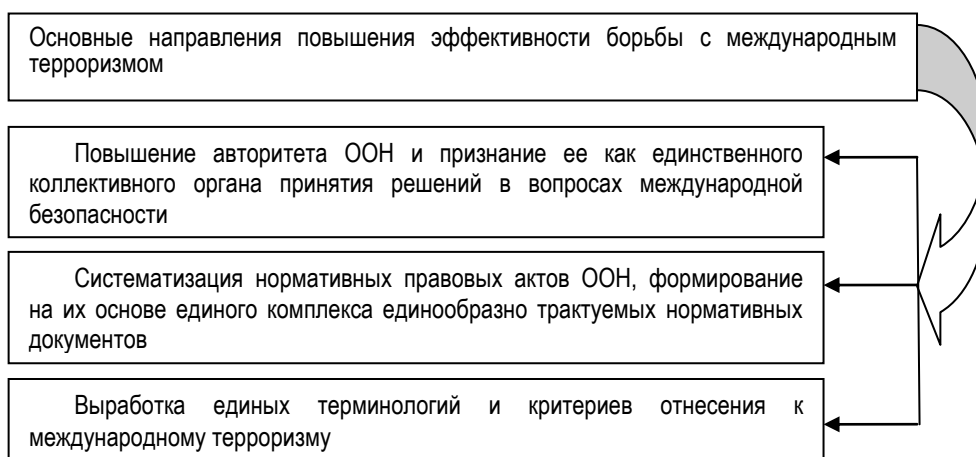 Основные направления повышения эффективности борьбы с международным
терроризмом
Повышение авторитета ООН и признание ее как единственного
коллективного органа принятия решений в вопросах международной
безопасности
Систематизация нормативных правовых актов ООН, формирование
на их основе единого комплекса единообразно трактуемых нормативных
документов
Выработка единых терминологий и критериев отнесения к
международному терроризму